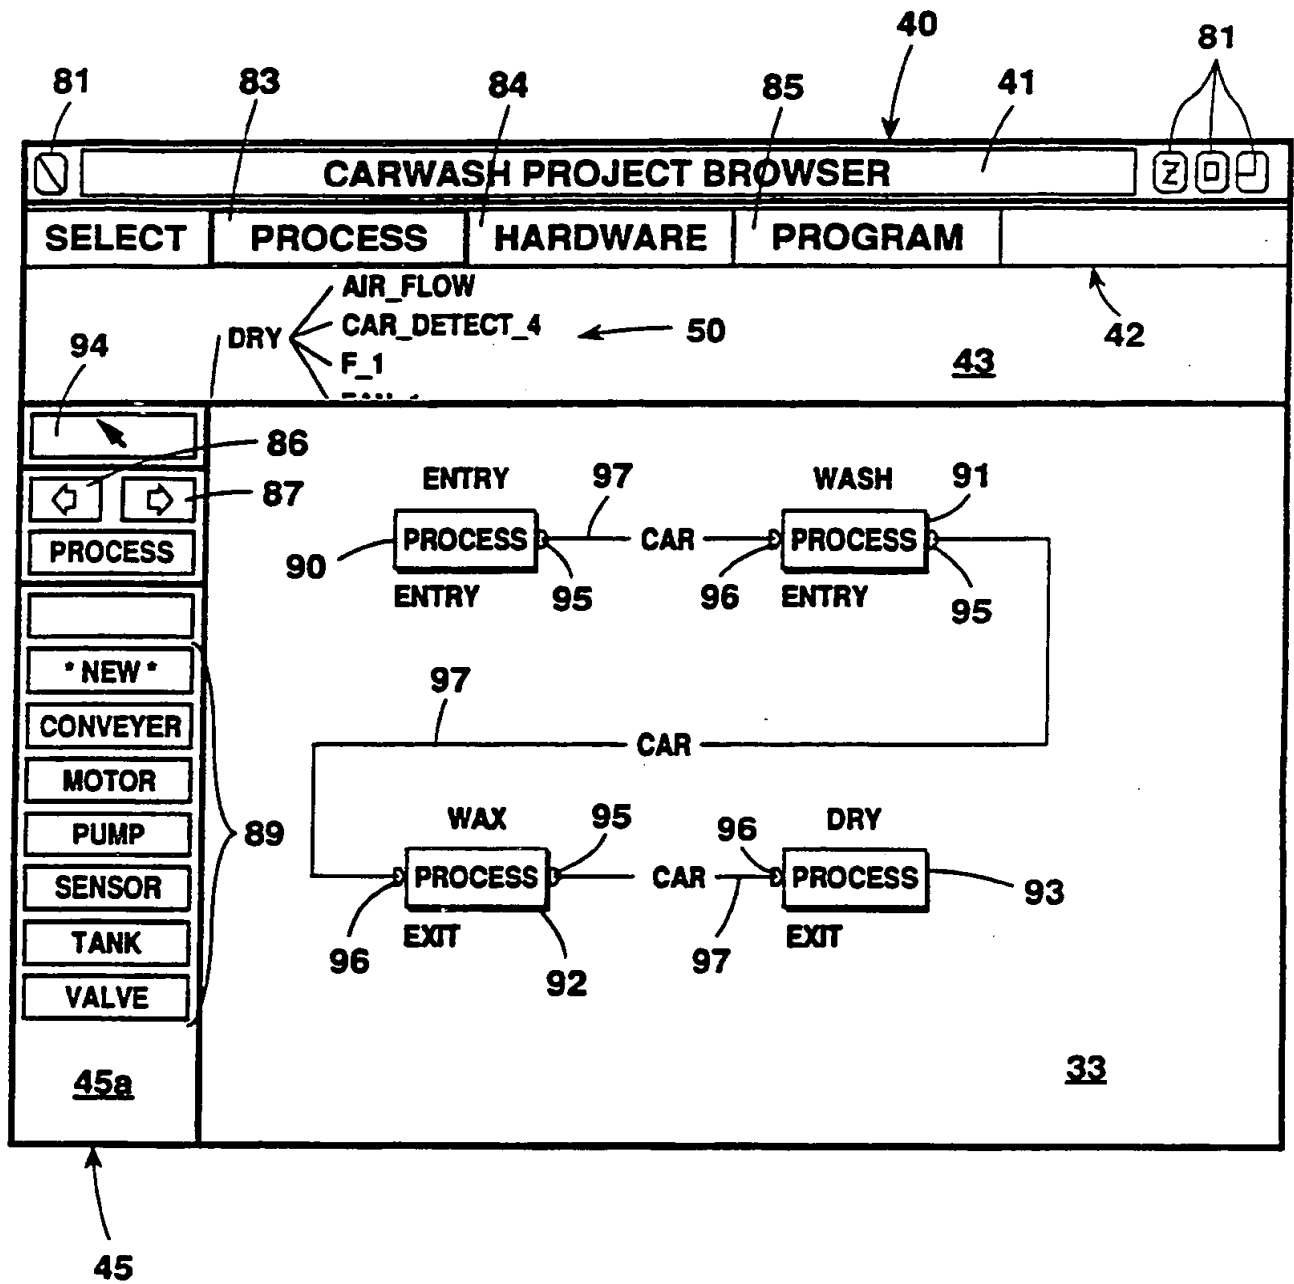 40
81
81 83 84 85 41
CARWASH PROJECT BROWSER Z
SELECT PROCESS HARDWARE PROGRAM
42
AIR_FLOW
DRY CAR_DETECT_4 50
F_1
43
94
86
87
PROCESS
ENTRY 97 WASH 91
90 PROCESS CAR PROCESS
ENTRY 95 96 ENTRY 95
* NEW *
CONVEYER
MOTOR
PUMP
SENSOR
TANK
VALVE
89
97
CAR
WAX 95 96 DRY
PROCESS CAR PROCESS 93
96 EXIT 92 97 EXIT
45a
33
45